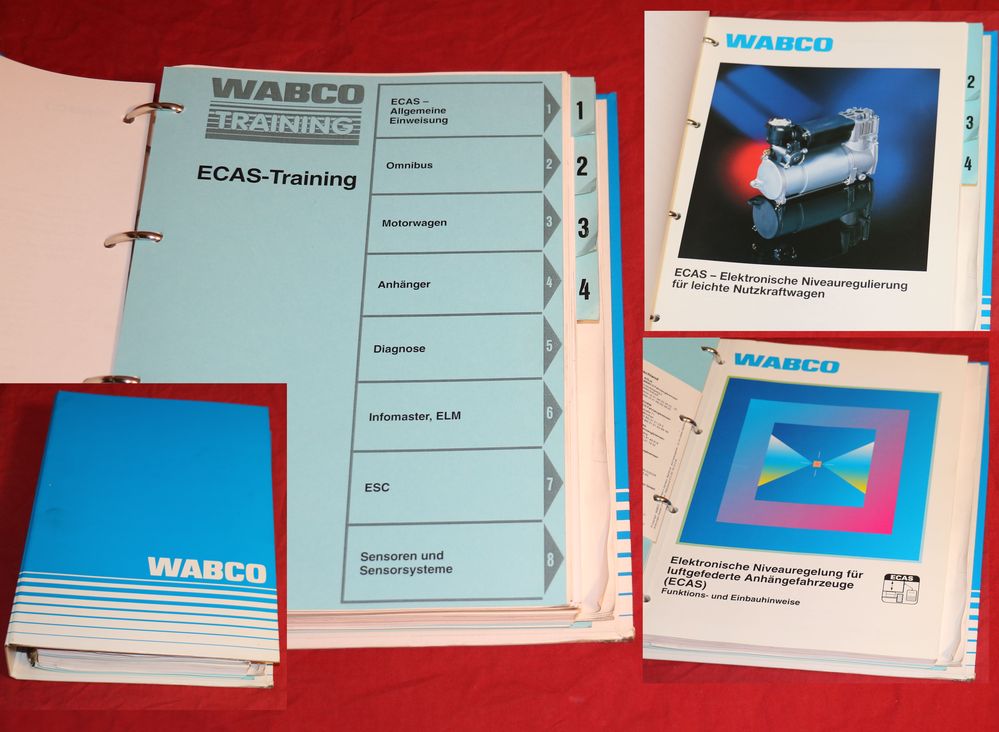 WABCO
TRAINING
ECAS-Training
ECAS –
Allgemeine
Einweisung
1
Omnibus
2
Motorwagen
3
Anhänger
4
Diagnose
5
Infomaster, ELM
6
ESC
7
Sensoren und
Sensorsysteme
8
1
2
3
4
WABCO
WABCO
ECAS – Elektronische Niveauregulierung
für leichte Nutzkraftwagen
2
3
4
WABCO
Elektronische Niveauregelung für
luftgefederte Anhängefahrzeuge
(ECAS)
Funktions- und Einbauhinweise
ECAS